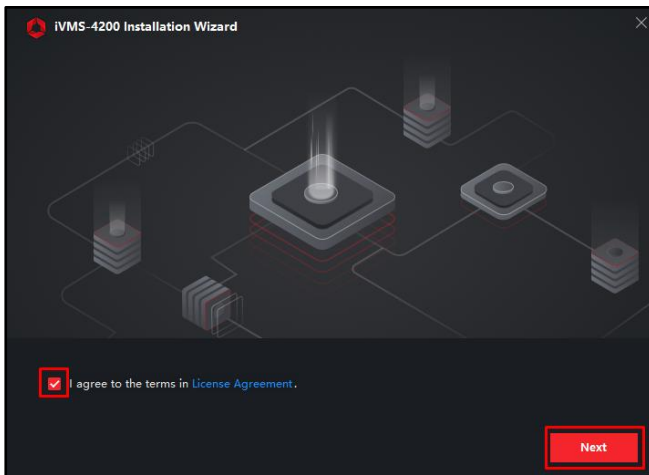 iVMS-4200 Installation Wizard
I agree to the terms in License Agreement.
Next